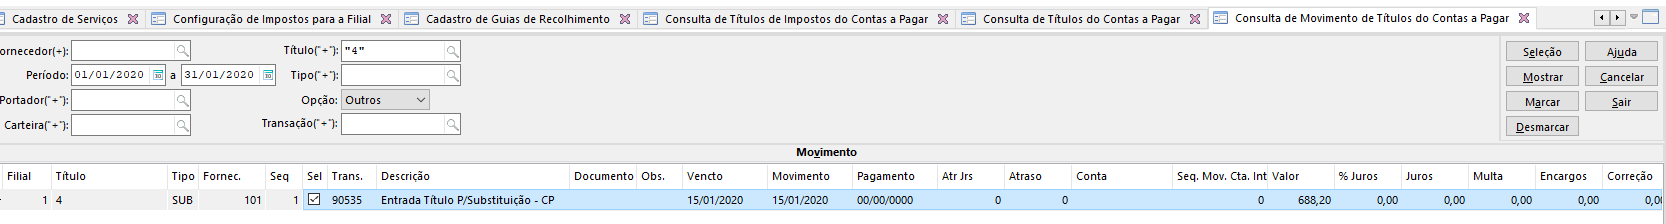 Cadastro de Serviços Configuração de Impostos para a Filial Cadastro de Guias de Recolhimento Consulta de Títulos de Impostos do Contas a Pagar Consulta de Títulos do Contas a Pagar Consulta de Movimento de Títulos do Contas a Pagar
ornecedor(+): Título("+"): "4" Seleção Ajuda
Período: 01/01/2020 a 31/01/2020 Tipo("+"): Mostrar Cancelar
Portador("+"): Opção: Outros Marcar Sair
Carteira("+"): Transação("+"): Desmarcar
Movimento
Filial Título Tipo Fornec. Seq Sel Trans. Descrição Documento Obs. Vencto Movimento Pagamento Atr Jrs Atraso Conta Seq. Mov. Cta. Int Valor % Juros Juros Multa Encargos Correção
1 4 SUB 101 1 90535 Entrada Título P/Substituição - CP 15/01/2020 15/01/2020 00/00/0000 0 0 0 688,20 0,00 0,00 0,00 0,00 0,00